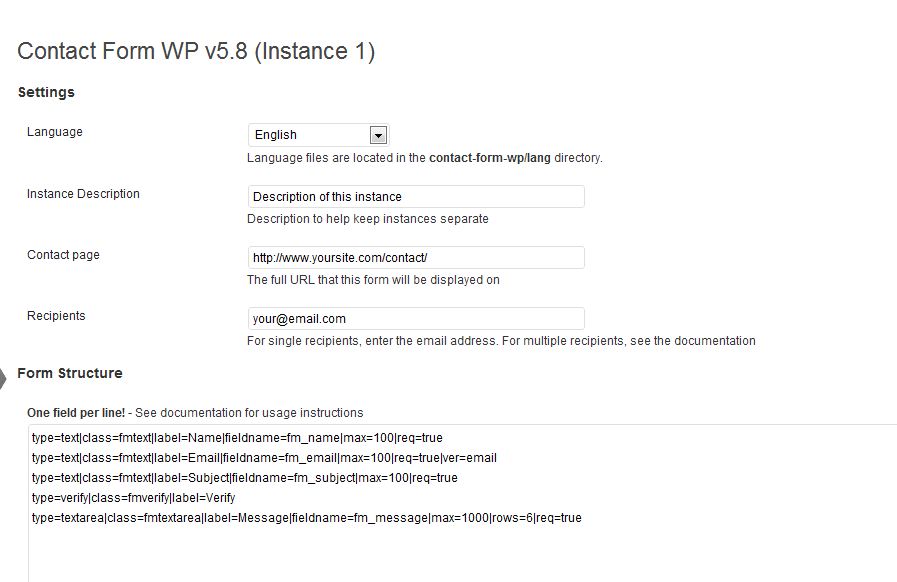 Contact Form WP v5.8 (Instance 1)
Settings
Language
English
Language files are located in the contact-form-wp/lang directory.
Instance Description
Description of this instance
Description to help keep instances separate
Contact page
http://www.yoursite.com/contact/
The full URL that this form will be displayed on
Recipients
your@email.com
For single recipients, enter the email address. For multiple recipients, see the documentation
Form Structure
One field per line! - See documentation for usage instructions
type=text|class=fmtext|label=Name|fieldname=fm_name|max=100|req=true
type=text|class=fmtext|label=Email|fieldname=fm_email|max=100|req=true|ver=email
type=text|class=fmtext|label=Subject|fieldname=fm_subject|max=100|req=true
type=verify|class=fmverify|label=Verify
type=textarea|class=fmtextarea|label=Message|fieldname=fm_message|max=1000|rows=6|req=true